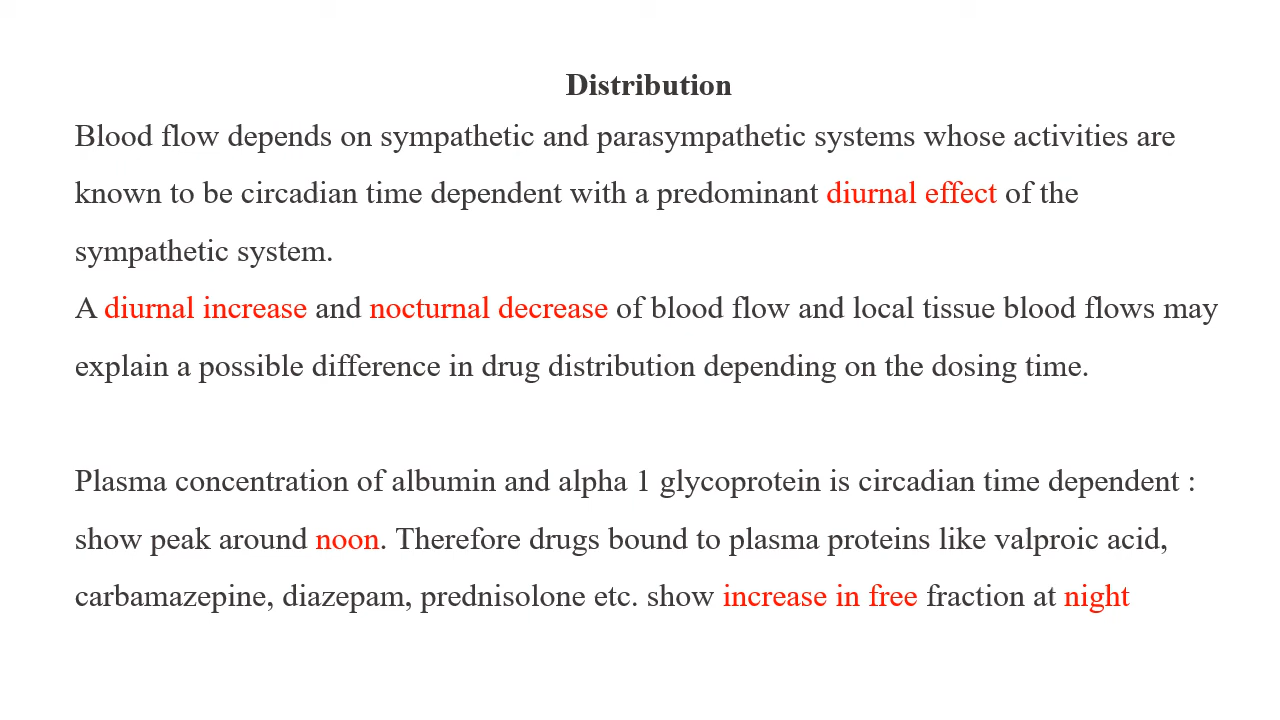 Distribution
Blood flow depends on sympathetic and parasympathetic systems whose activities are
known to be circadian time dependent with a predominant diurnal effect of the
sympathetic system.
A diurnal increase and nocturnal decrease of blood flow and local tissue blood flows may
explain a possible difference in drug distribution depending on the dosing time.
Plasma concentration of albumin and alpha 1 glycoprotein is circadian time dependent :
show peak around noon. Therefore drugs bound to plasma proteins like valproic acid,
carbamazepine, diazepam, prednisolone etc. show increase in free fraction at night